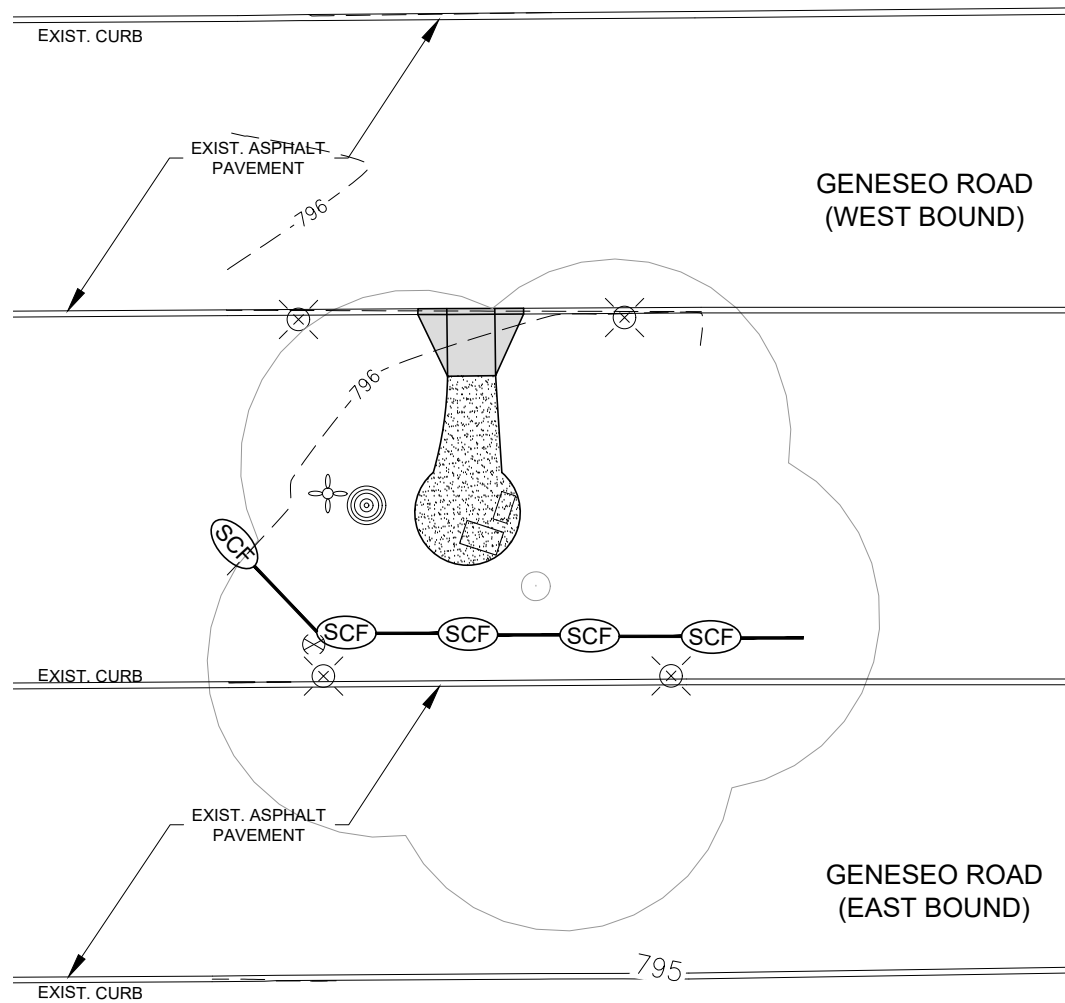 EXIST. CURB
EXIST. ASPHALT
PAVEMENT
GENESEO ROAD
(WEST BOUND)
796
796
SCF
SCF
SCF
SCF
SCF
EXIST. CURB
EXIST. ASPHALT
PAVEMENT
GENESEO ROAD
(EAST BOUND)
795
EXIST. CURB